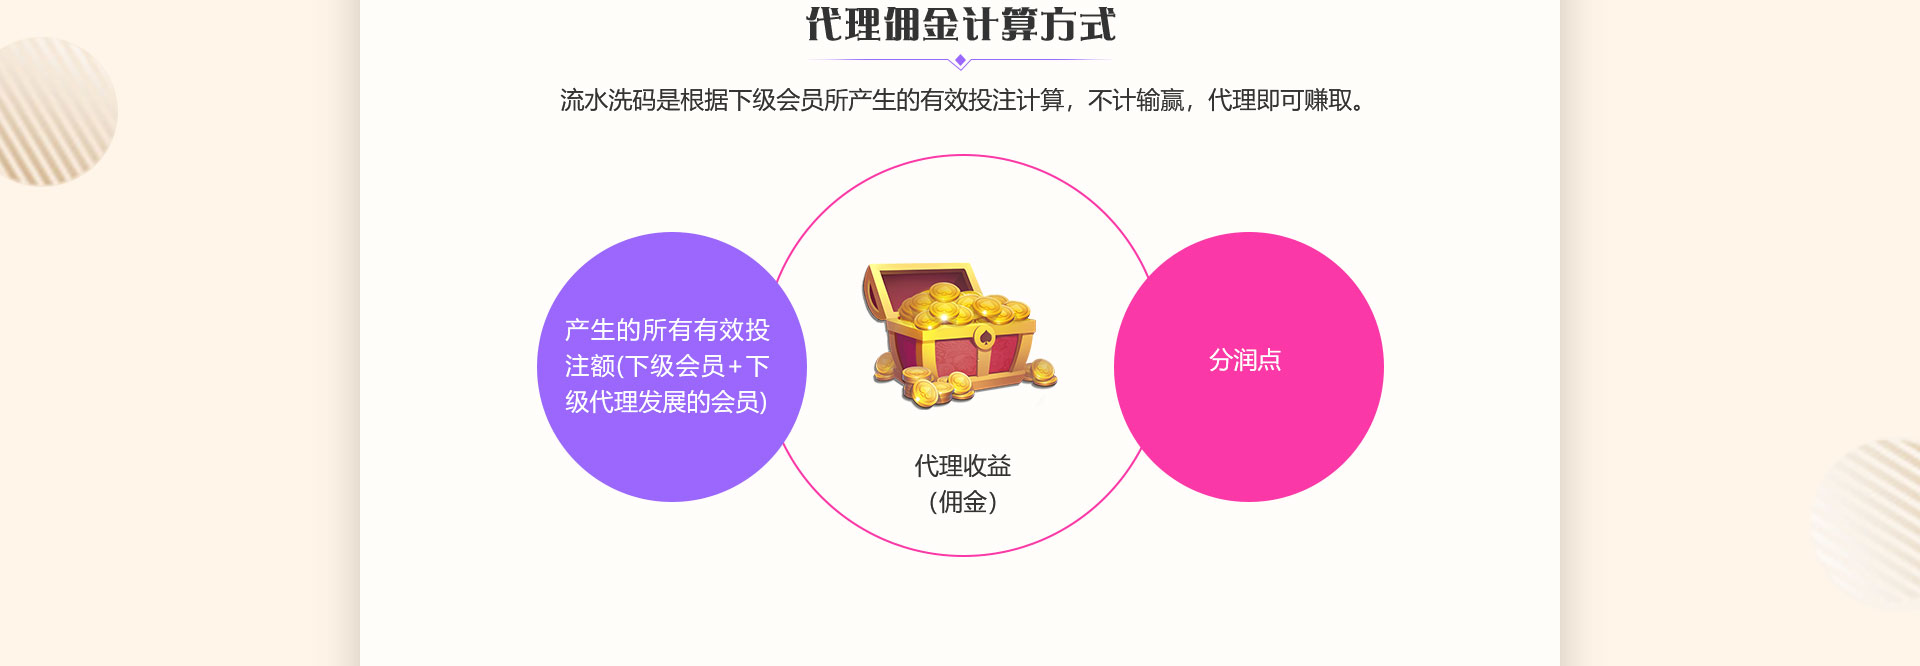 代理佣金计算方式
流水洗码是根据下级会员所产生的有效投注计算，不计输赢，代理即可赚取。
产生的所有有效投
注额(下级会员+下
级代理发展的会员)
代理收益
（佣金）
分润点